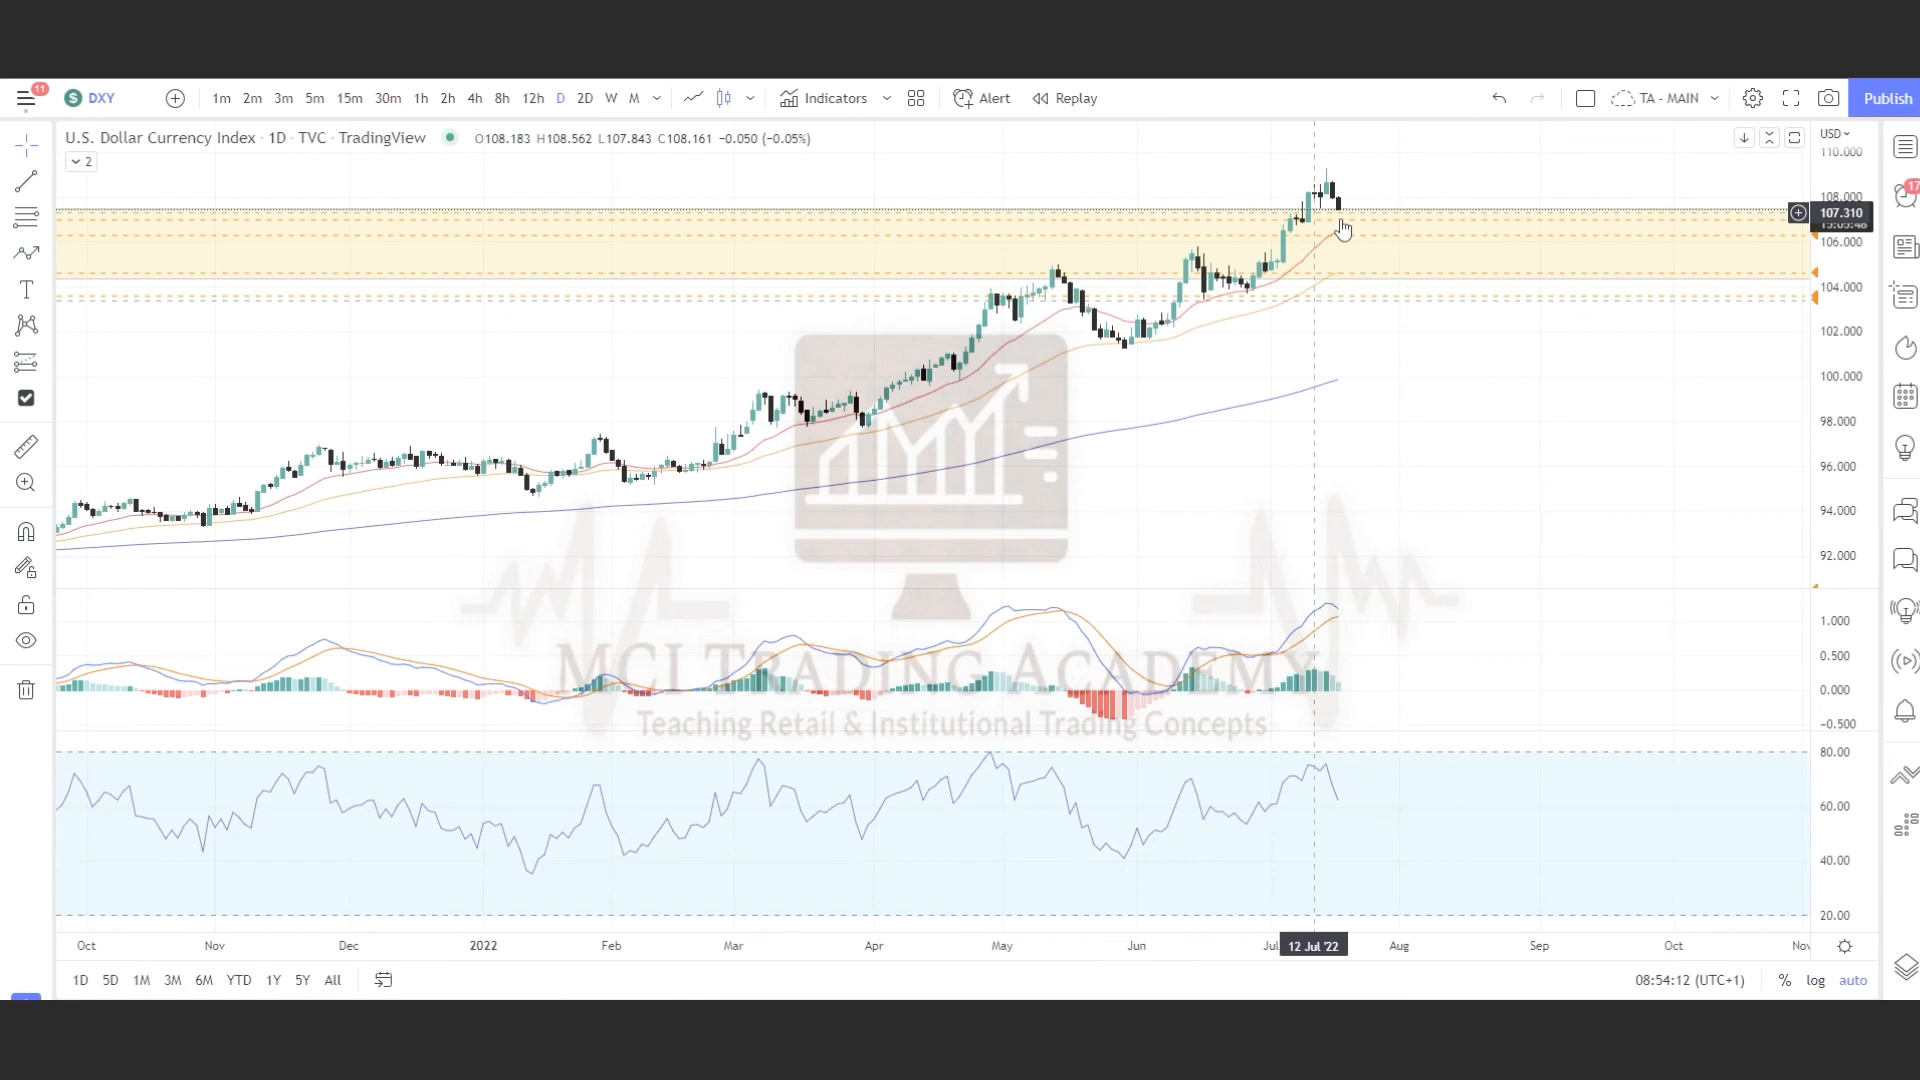 11
S DXY
1m 2m 3m 5m 15m 30m 1h 2h 4h 8h 12h D 2D W M
Indicators
Alert
Replay
TA - MAIN
Publish
U.S. Dollar Currency Index · 1D · TVC · TradingView
O108.183 H108.562 L107.843 C108.161 −0.050 (−0.05%)
2
USD
110.000
108.000
107.310
106.000
104.000
102.000
100.000
98.000
96.000
94.000
92.000
1.000
0.500
0.000
−0.500
80.00
60.00
40.00
20.00
17
MCI TRADING ACADEMY
Teaching Retail & Institutional Trading Concepts
Oct Nov Dec 2022 Feb Mar Apr May Jun Jul 12 Jul '22 Aug Sep Oct Nov
1D 5D 1M 3M 6M YTD 1Y 5Y All
08:54:12 (UTC+1)
% log auto